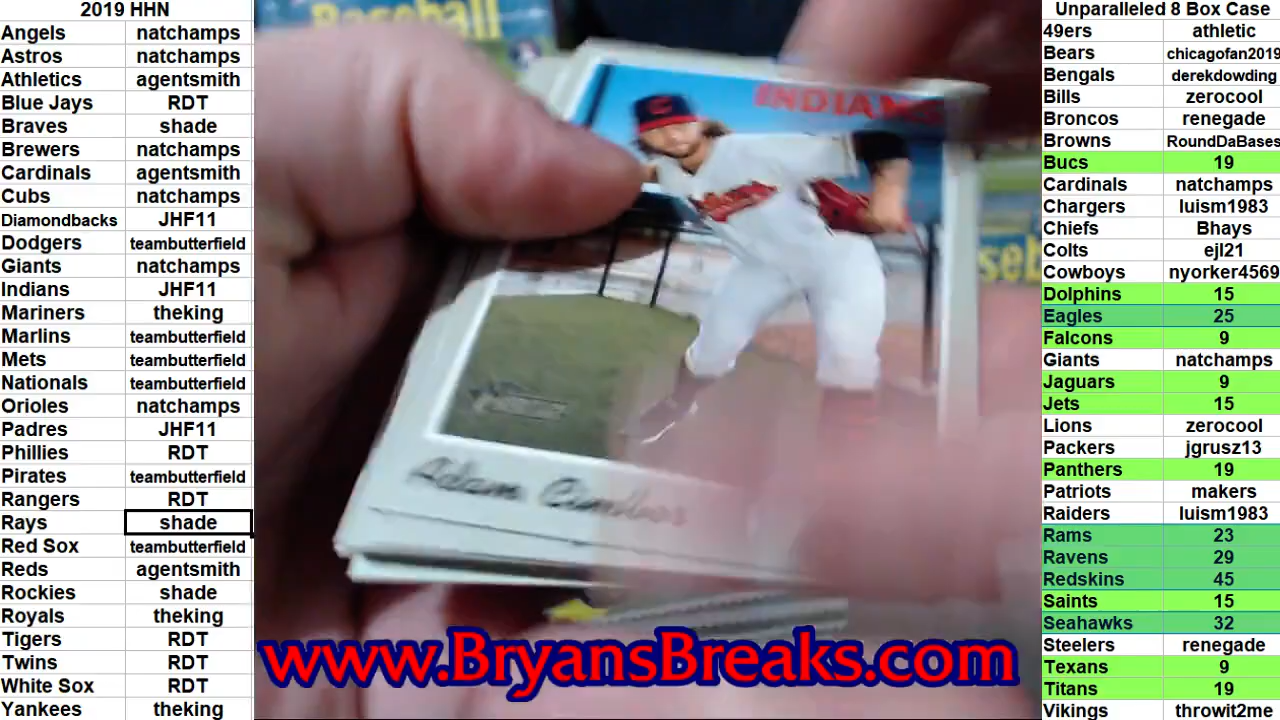 2019 HHN
Angels natchamps
Astros natchamps
Athletics agentsmith
Blue Jays RDT
Braves shade
Brewers natchamps
Cardinals agentsmith
Cubs natchamps
Diamondbacks JHF11
Dodgers teambutterfield
Giants natchamps
Indians JHF11
Mariners theking
Marlins teambutterfield
Mets teambutterfield
Nationals teambutterfield
Orioles natchamps
Padres JHF11
Phillies RDT
Pirates teambutterfield
Rangers RDT
Rays shade
Red Sox teambutterfield
Reds agentsmith
Rockies shade
Royals theking
Tigers RDT
Twins RDT
White Sox RDT
Yankees theking
Baseball
INDIANS
Adam Cimber
www.BryansBreaks.com
Unparalleled 8 Box Case
49ers athletic
Bears chicagofan2019
Bengals derekdowding
Bills zerocool
Broncos renegade
Browns RoundDaBases
Bucs 19
Cardinals natchamps
Chargers luism1983
Chiefs Bhays
Colts ejl21
Cowboys nyorker4569
Dolphins 15
Eagles 25
Falcons 9
Giants natchamps
Jaguars 9
Jets 15
Lions zerocool
Packers jgrusz13
Panthers 19
Patriots makers
Raiders luism1983
Rams 23
Ravens 29
Redskins 45
Saints 15
Seahawks 32
Steelers renegade
Texans 9
Titans 19
Vikings throwit2me